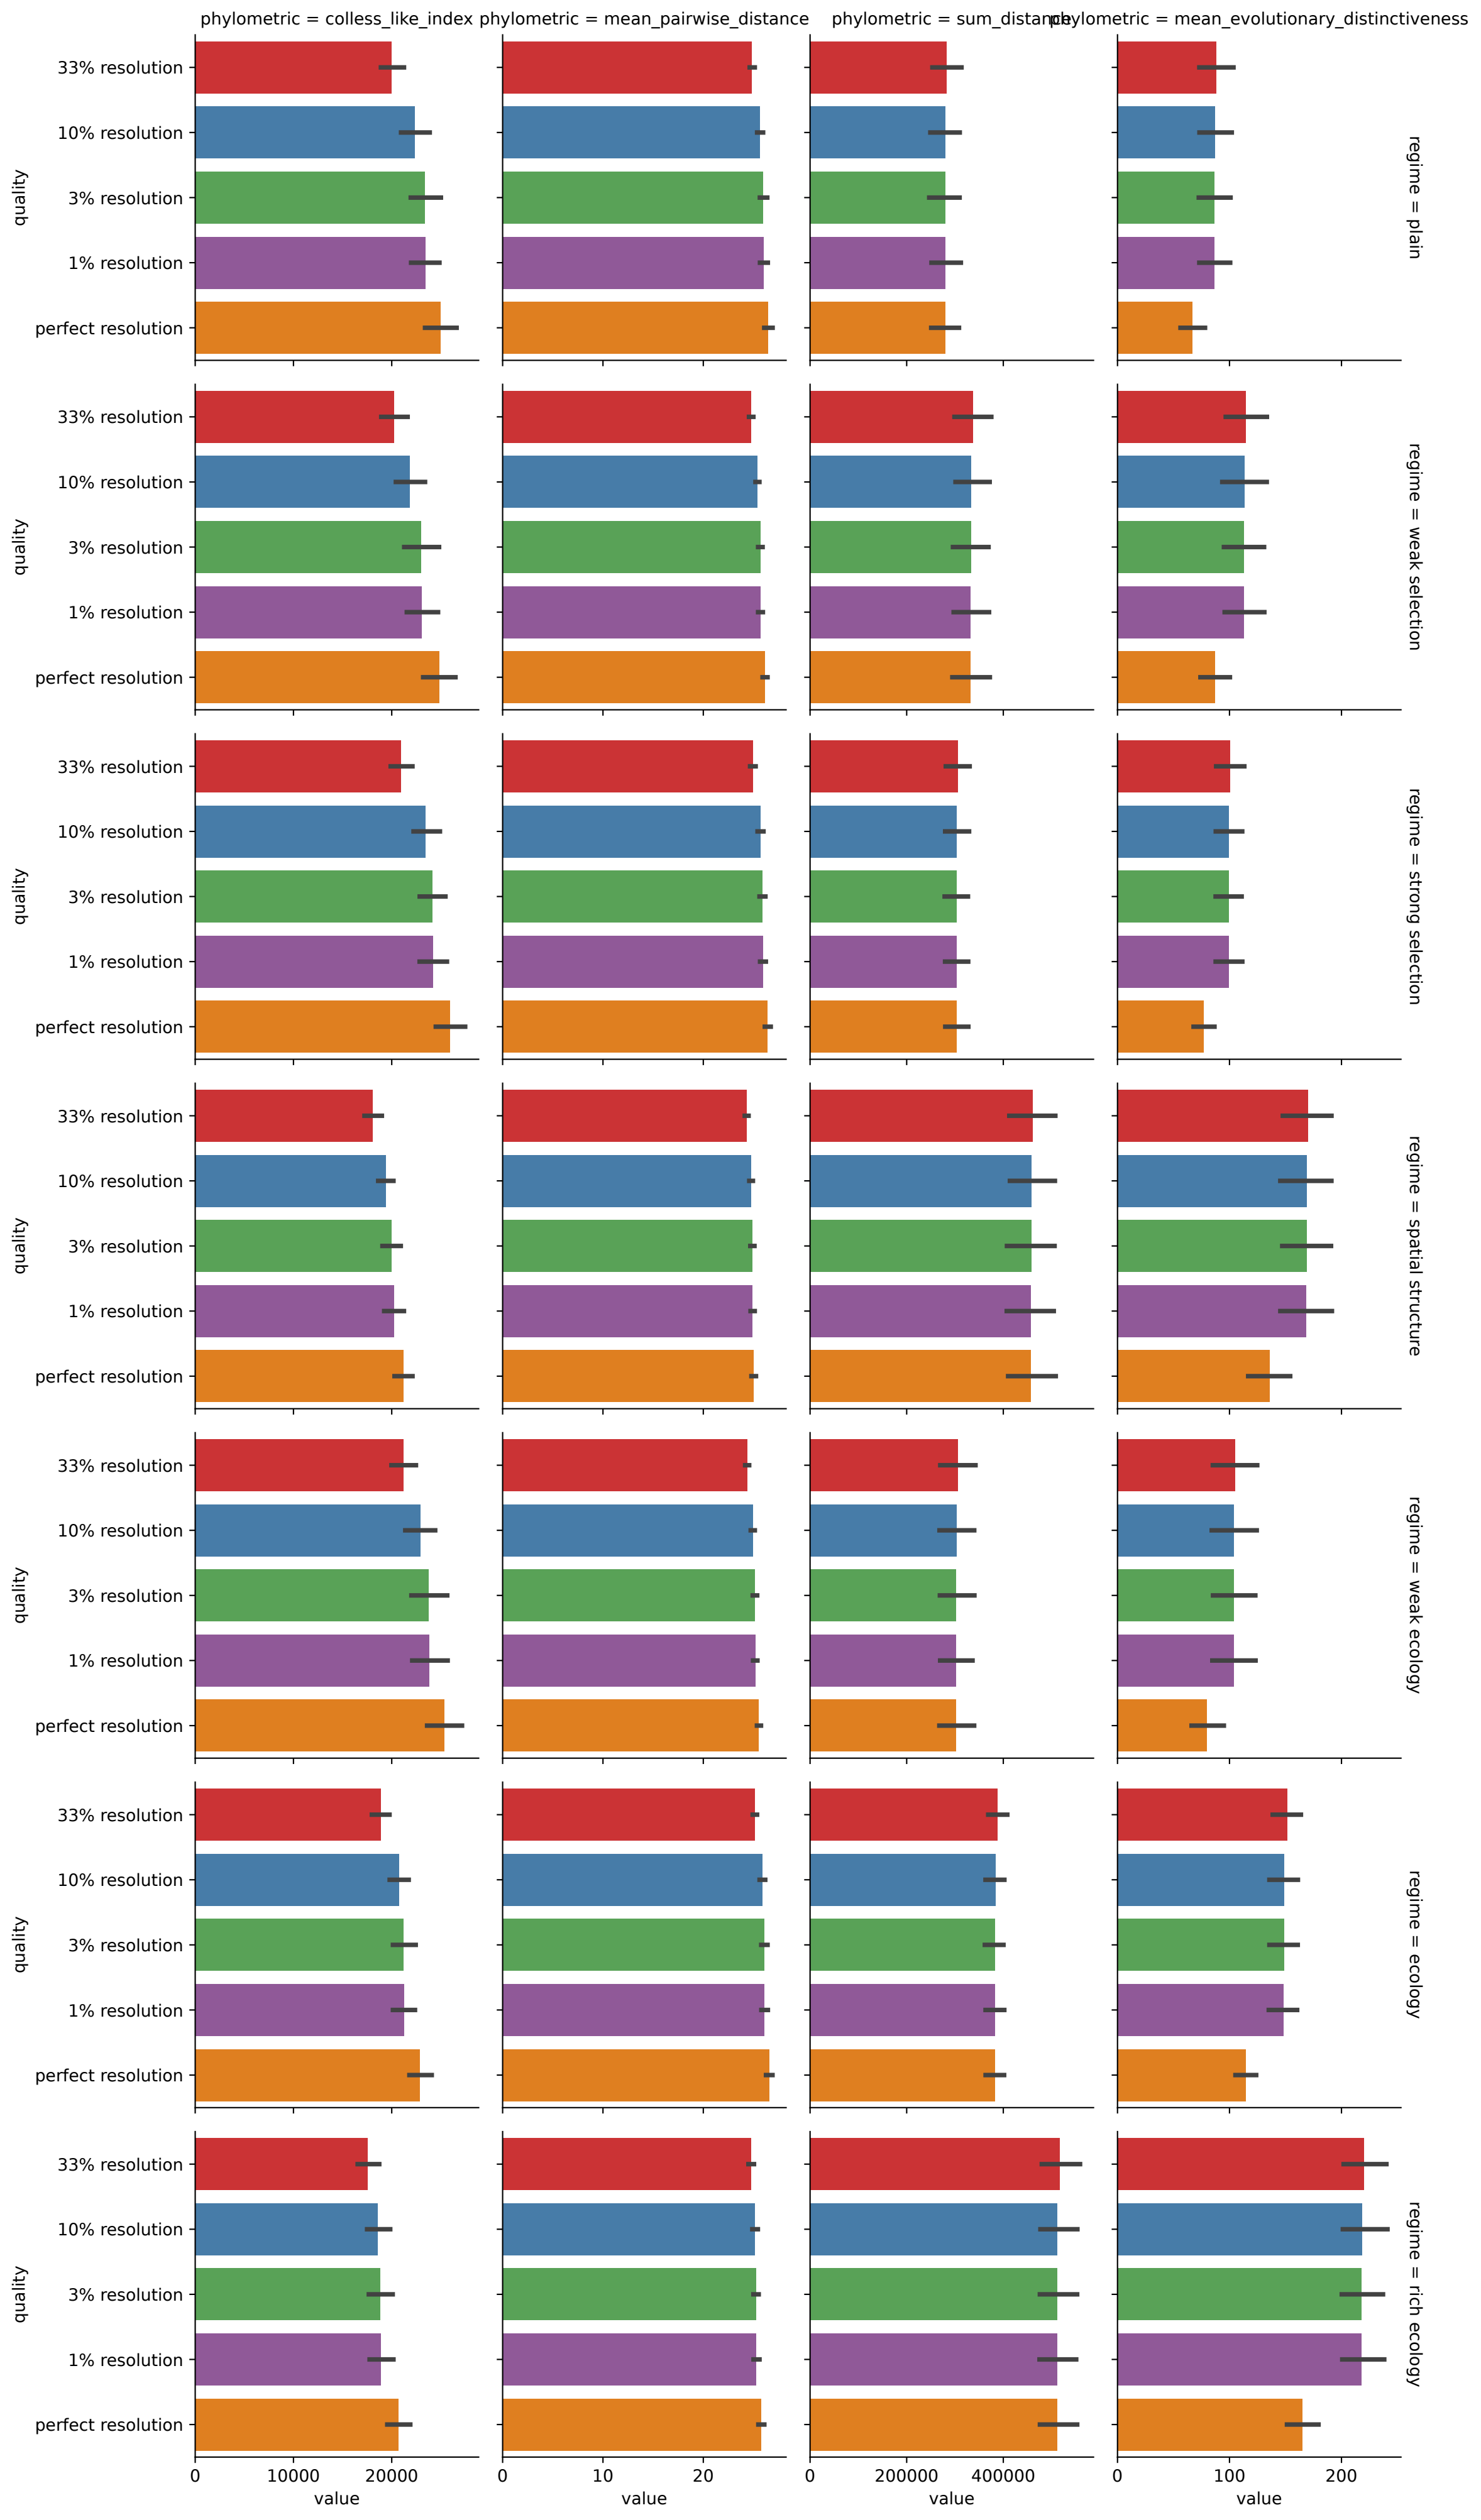 phylometric = colless_like_index
phylometric = mean_pairwise_distance
phylometric = sum_distance
phylometric = mean_evolutionary_distinctiveness
33% resolution
10% resolution
3% resolution
1% resolution
perfect resolution
quality
regime = plain
33% resolution
10% resolution
3% resolution
1% resolution
perfect resolution
quality
regime = weak selection
33% resolution
10% resolution
3% resolution
1% resolution
perfect resolution
quality
regime = strong selection
33% resolution
10% resolution
3% resolution
1% resolution
perfect resolution
quality
regime = spatial structure
33% resolution
10% resolution
3% resolution
1% resolution
perfect resolution
quality
regime = weak ecology
33% resolution
10% resolution
3% resolution
1% resolution
perfect resolution
quality
regime = ecology
33% resolution
10% resolution
3% resolution
1% resolution
perfect resolution
quality
regime = rich ecology
0 10000 20000
value
0 10 20
value
0 200000 400000
value
0 100 200
value